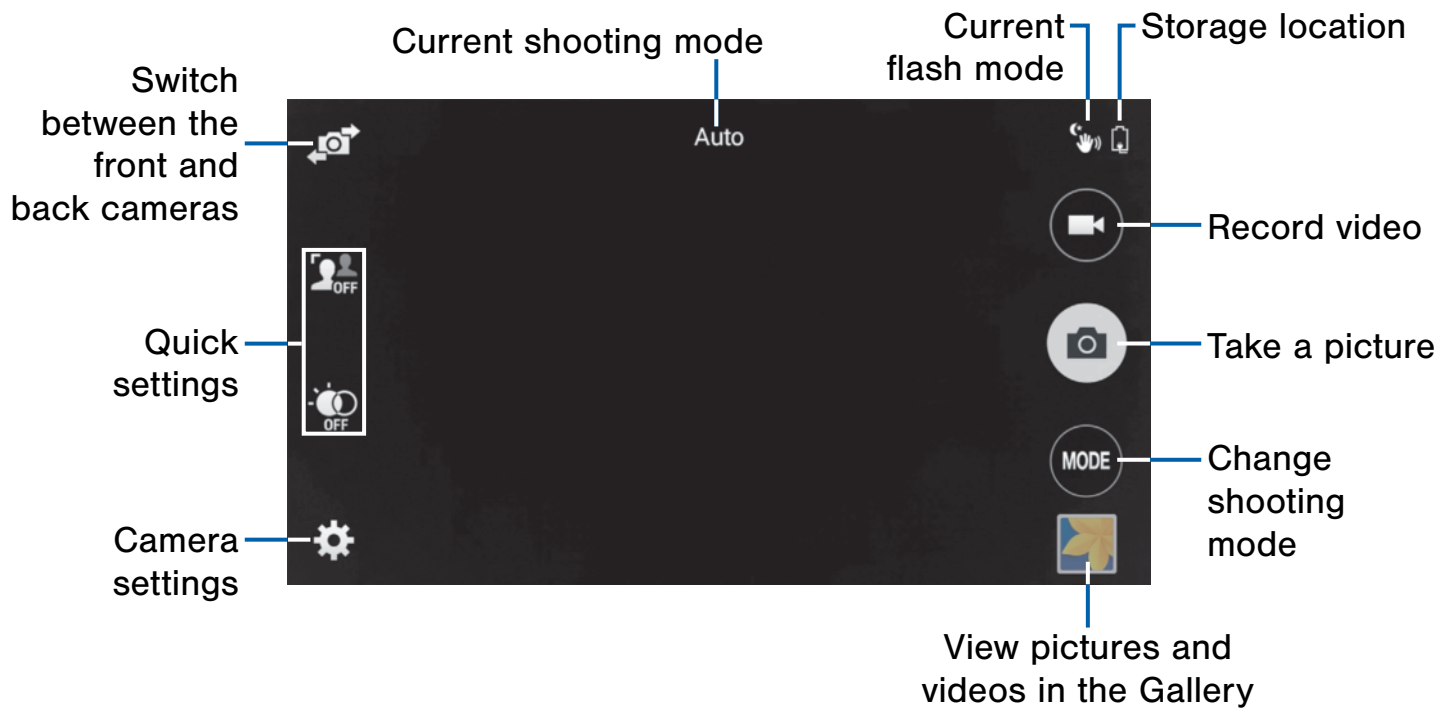 Current shooting mode
Current
flash mode
Storage location
Switch
between the
front and
back cameras
Auto
Record video
OFF
Quick
settings
Take a picture
OFF
MODE
Change
shooting
mode
Camera
settings
View pictures and
videos in the Gallery